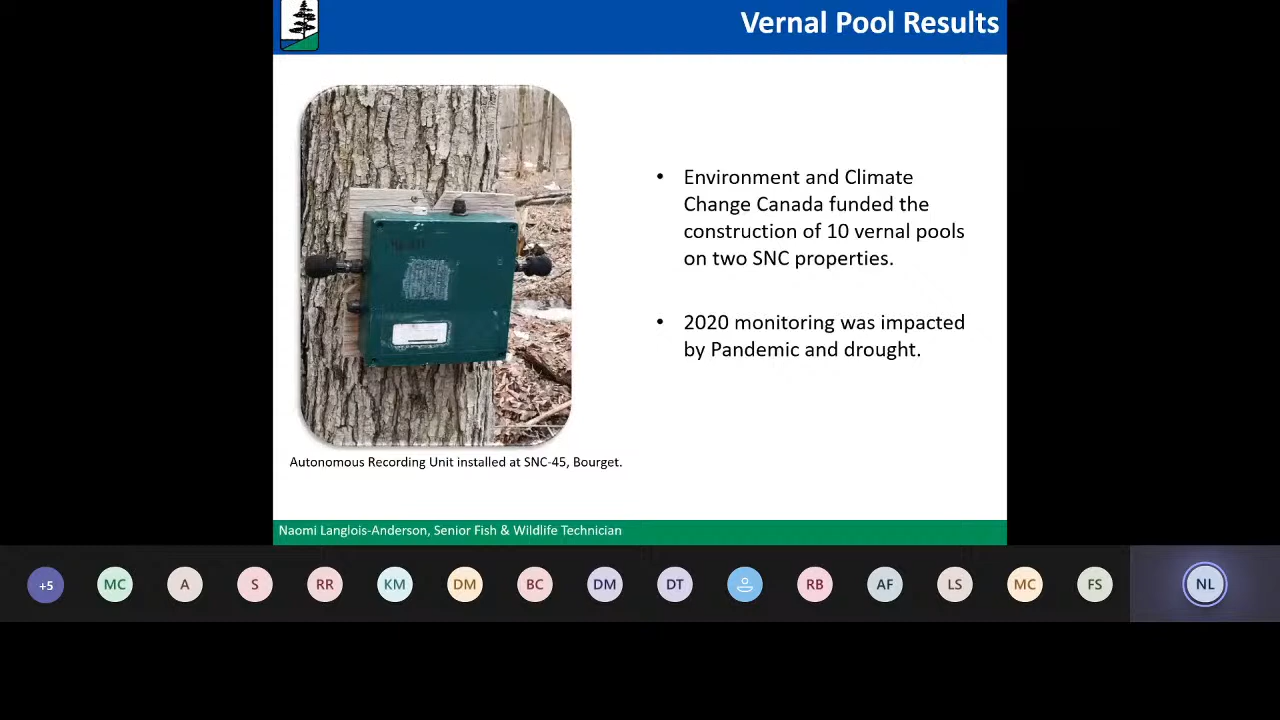 Vernal Pool Results
• Environment and Climate
Change Canada funded the
construction of 10 vernal pools
on two SNC properties.
• 2020 monitoring was impacted
by Pandemic and drought.
Autonomous Recording Unit installed at SNC-45, Bourget.
Naomi Langlois-Anderson, Senior Fish & Wildlife Technician
+5 MC A S RR KM DM BC DM DT RB AF LS MC FS NL